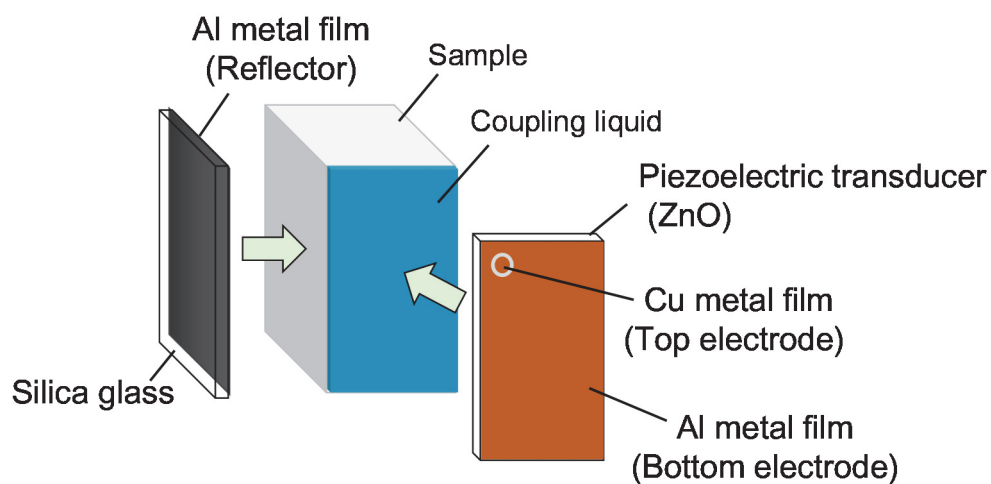 Al metal film
(Reflector)
Sample
Coupling liquid
Piezoelectric transducer
(ZnO)
Cu metal film
(Top electrode)
Silica glass
Al metal film
(Bottom electrode)